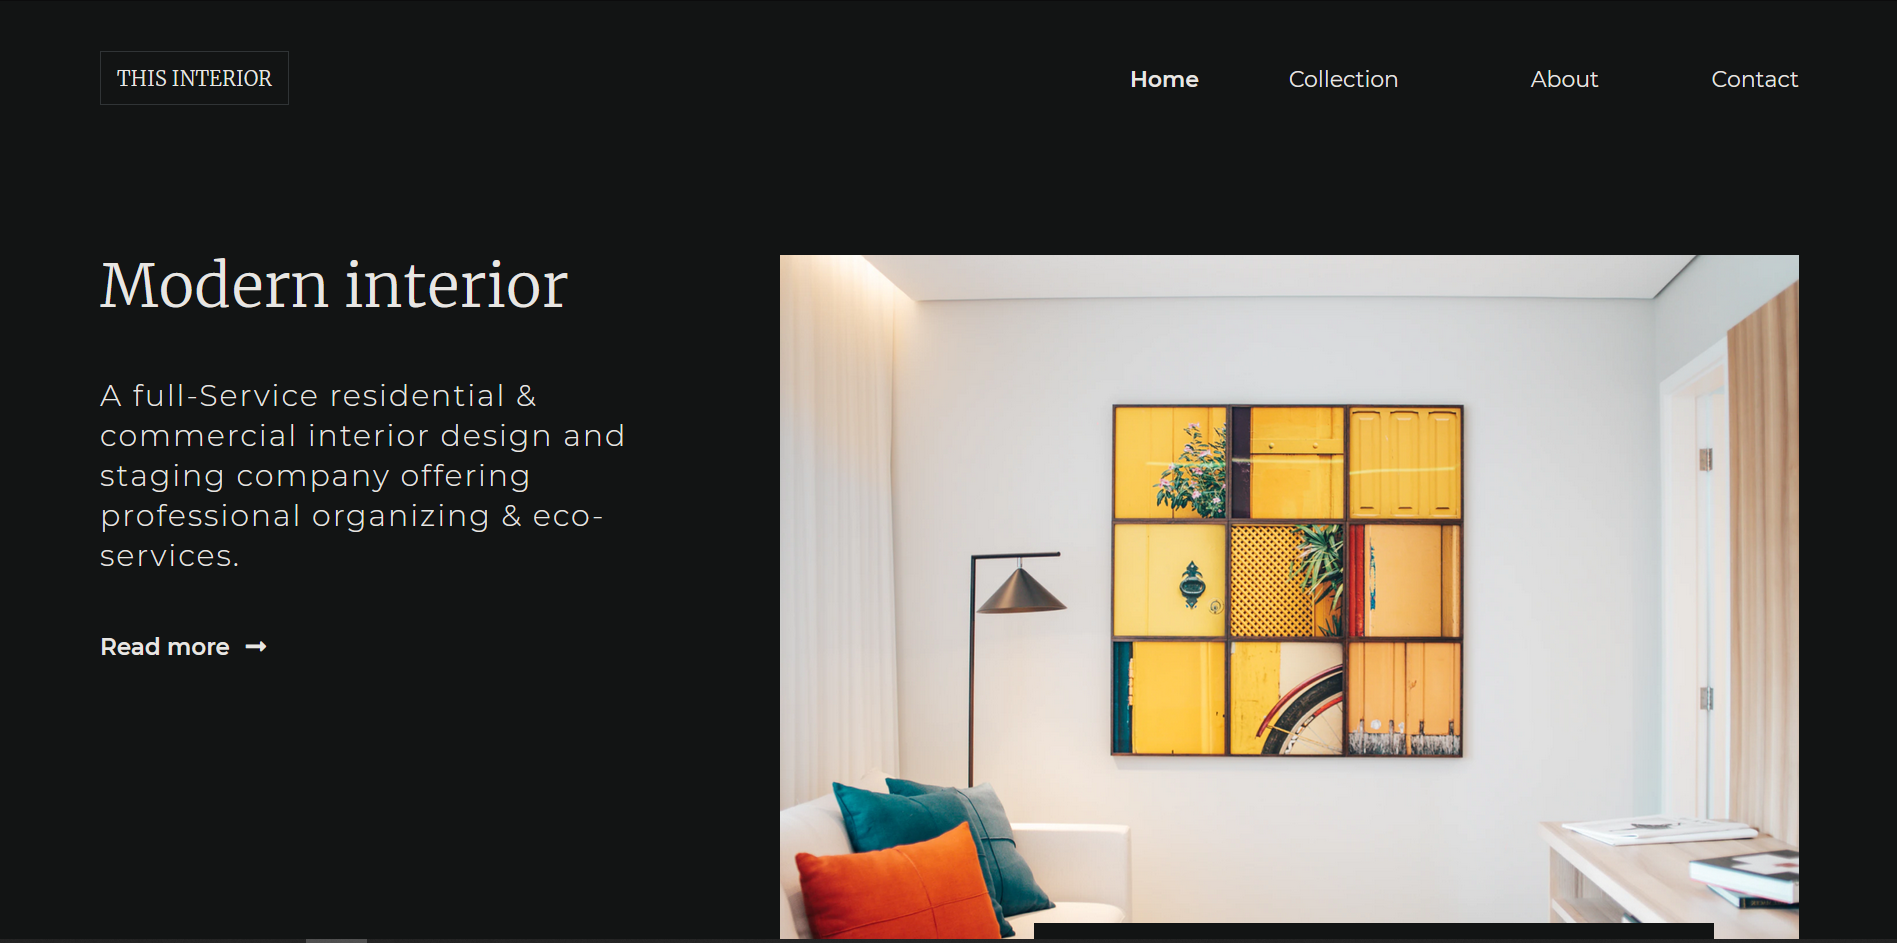 THIS INTERIOR
Home
Collection
About
Contact
Modern interior
A full-Service residential &
commercial interior design and
staging company offering
professional organizing & eco-
services.
Read more →